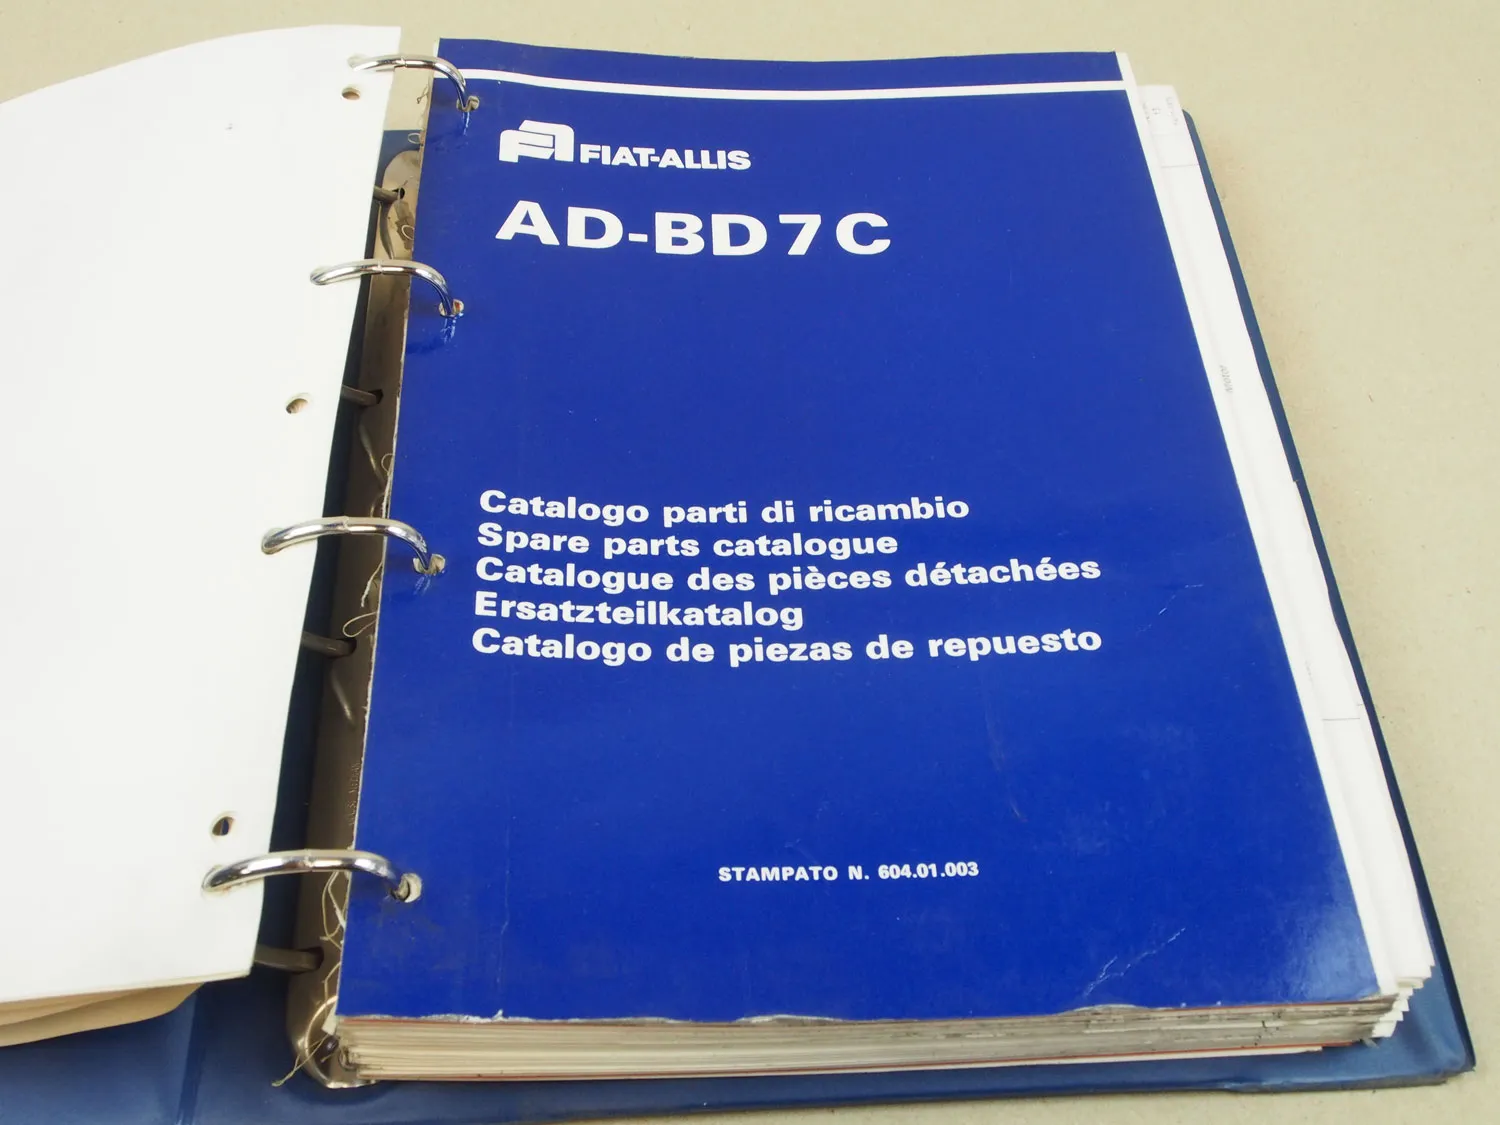 FIAT-ALLIS
AD-BD7C
Catalogo parti di ricambio
Spare parts catalogue
Catalogue des pièces détachées
Ersatzteilkatalog
Catalogo de piezas de repuesto
STAMPATO N. 604.01.003